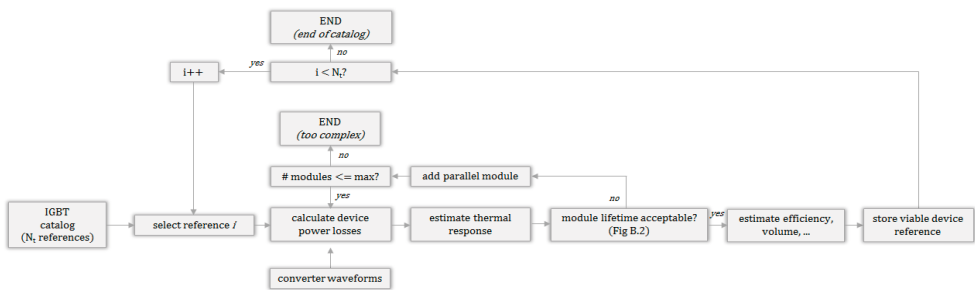 END
(end of catalog)
no
yes
i++
i < Nₜ?
END
(too complex)
no
# modules <= max?
add parallel module
yes
no
IGBT
catalog
(Nₜ references)
select reference i
calculate device
power losses
estimate thermal
response
module lifetime acceptable?
(Fig B.2)
yes
estimate efficiency,
volume, ...
store viable device
reference
converter waveforms